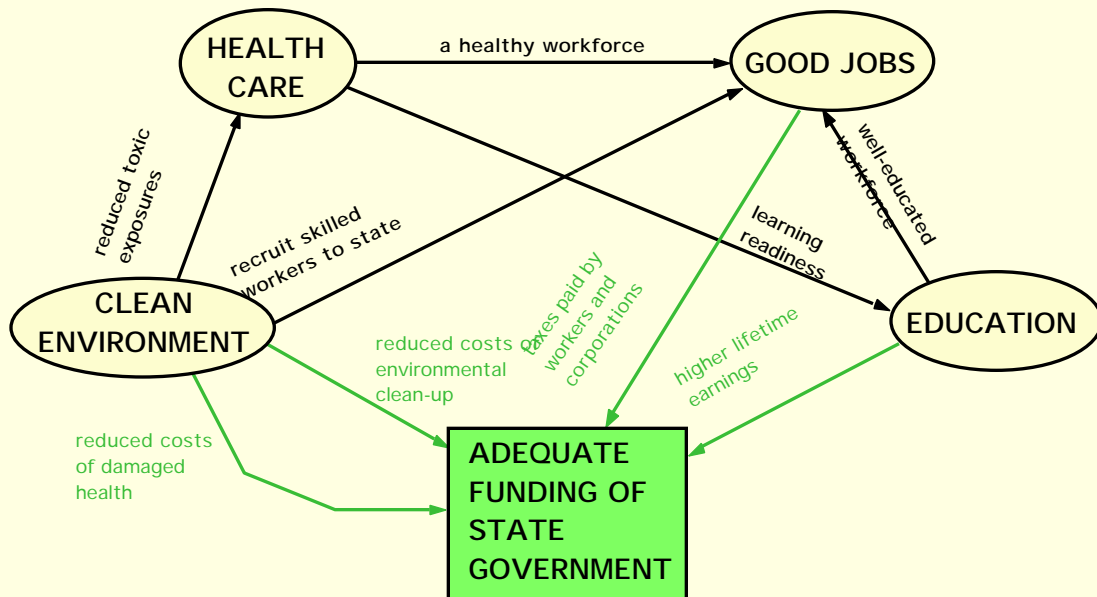 HEALTH
CARE
a healthy workforce
GOOD JOBS
reduced toxic
exposures
recruit skilled
workers to state
well-educated
workforce
learning
readiness
CLEAN
ENVIRONMENT
EDUCATION
reduced costs of
environmental
clean-up
taxes paid by
workers and
corporations
higher lifetime
earnings
reduced costs
of damaged
health
ADEQUATE
FUNDING OF
STATE
GOVERNMENT